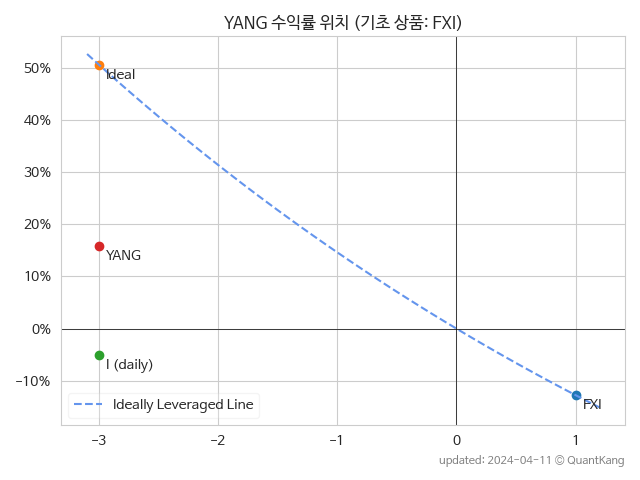 YANG 수익률 위치 (기초 상품: FXI)
50%
Ideal
40%
30%
20%
YANG
10%
0%
I (daily)
−10%
Ideally Leveraged Line
FXI
−3
−2
−1
0
1
updated: 2024-04-11 © QuantKang